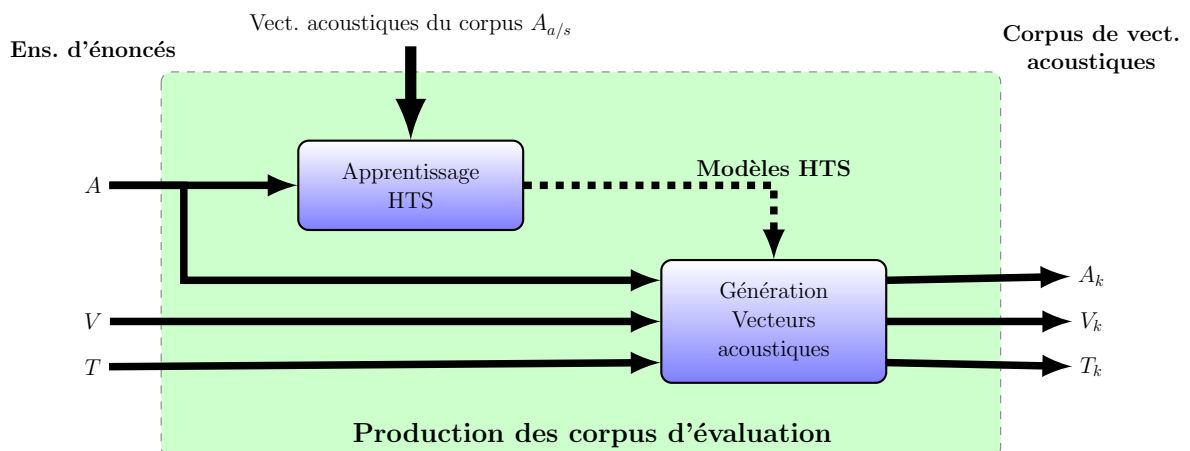 Vect. acoustiques du corpus A_{a/s}
Ens. d'énoncés
Corpus de vect.
acoustiques
Apprentissage
HTS
Modèles HTS
A
Génération
Vecteurs
acoustiques
A_k
V
V_k
T
T_k
Production des corpus d'évaluation